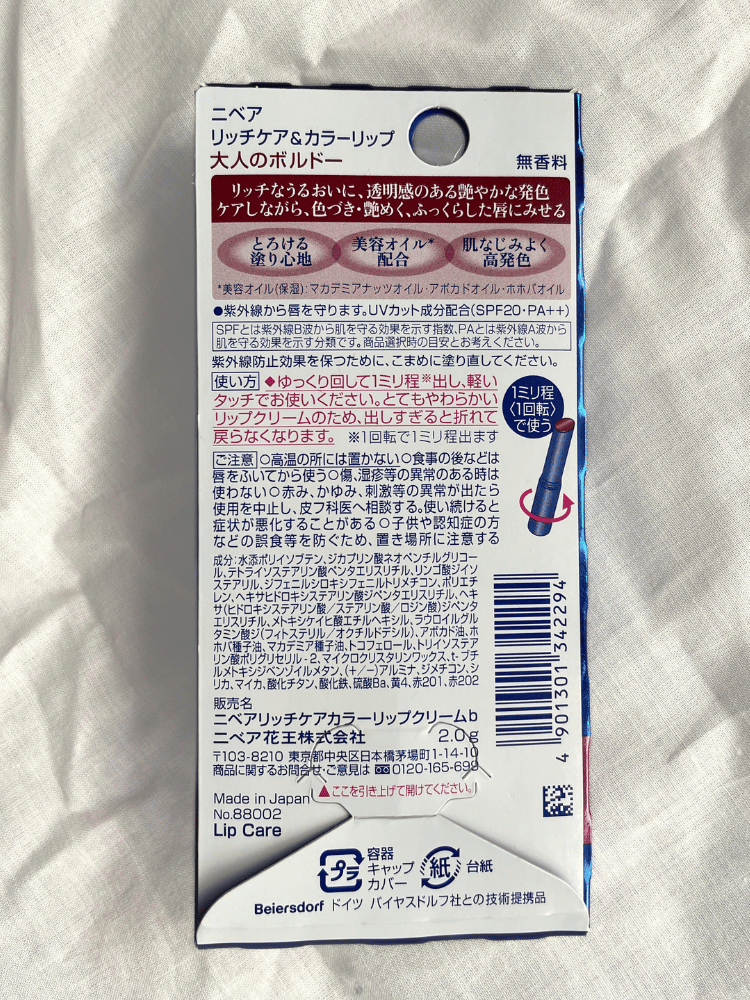 ニベア
リッチケア&カラーリップ
大人のボルドー
無香料
リッチなうるおいに、透明感のある艶やかな発色
ケアしながら、色づき・艶めく、ふっくらした唇にみせる
とろける
塗り心地
美容オイル*
配合
肌なじみよく
高発色
*美容オイル(保湿):マカデミアナッツオイル・アボカドオイル・ホホバオイル
●紫外線から唇を守ります。UVカット成分配合(SPF20・PA++)
SPFとは紫外線B波から肌を守る効果を示す指数、PAとは紫外線A波から
肌を守る効果を示す分類です。商品選択時の目安とお考えください。
紫外線防止効果を保つために、こまめに塗り直してください。
使い方 ◆ゆっくり回して1ミリ程※出し、軽い
タッチでお使いください。とてもやわらかい
リップクリームのため、出しすぎると折れて
戻らなくなります。 ※1回転で1ミリ程出ます
1ミリ程
〈1回転〉
で使う
ご注意 ○高温の所には置かない○食事の後などは
唇をふいてから使う○傷、湿疹等の異常のある時は
使わない○赤み、かゆみ、刺激等の異常が出たら
使用を中止し、皮フ科医へ相談する。使い続けると
症状が悪化することがある○子供や認知症の方
などの誤食等を防ぐため、置き場所に注意する
成分:水添ポリイソブテン、ジカプリン酸ネオペンチルグリコー
ル、テトライソステアリン酸ペンタエリスリチル、リンゴ酸ジイソ
ステアリル、ジフェニルシロキシフェニルトリメチコン、ポリエチ
レン、ヘキサヒドロキシステアリン酸ジペンタエリスリチル、ヘキ
サ(ヒドロキシステアリン酸/ステアリン酸/ロジン酸)ジペンタ
エリスリチル、メトキシケイヒ酸エチルヘキシル、ラウロイルグル
タミン酸ジ(フィトステリル/オクチルドデシル)、アボカド油、ホ
ホバ種子油、マカデミア種子油、トコフェロール、トリイソステア
リン酸ポリグリセリル-2、マイクロクリスタリンワックス、t-ブチ
ルメトキシジベンゾイルメタン、(+/-)アルミナ、ジメチコン、シ
リカ、マイカ、酸化チタン、酸化鉄、硫酸Ba、黄4、赤201、赤202
販売名
ニベアリッチケアカラーリップクリームb
ニベア花王株式会社 2.0g
〒103-8210 東京都中央区日本橋茅場町1-14-10
商品に関するお問合せ・ご意見は 0120-165-699
▲ここを引き上げて開けてください。
4 901301 342294
Made in Japan
No.88002
Lip Care
プラ
容器
キャップ
カバー
紙
台紙
Beiersdorf ドイツ バイヤスドルフ社との技術提携品